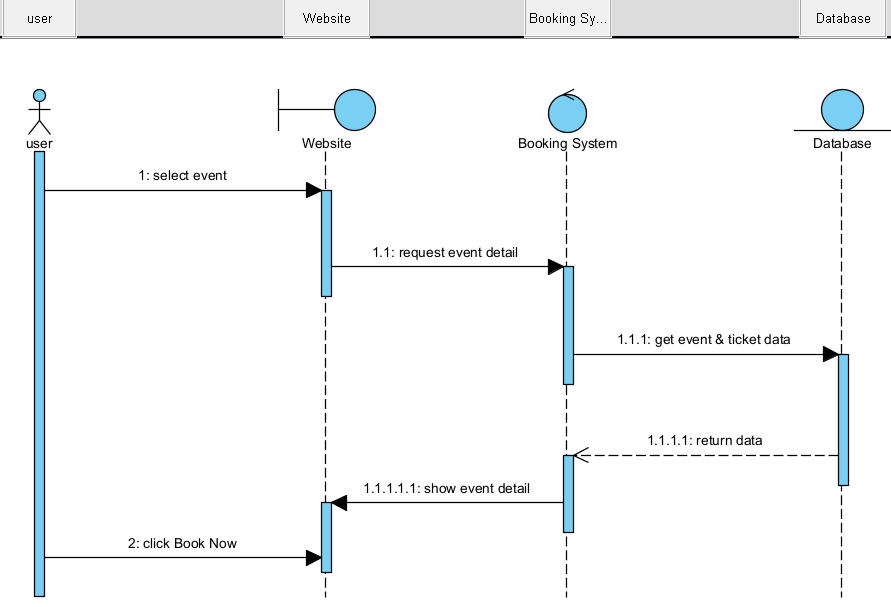 user
Website
Booking Sy...
Database
user
Website
Booking System
Database
1: select event
1.1: request event detail
1.1.1: get event & ticket data
1.1.1.1: return data
1.1.1.1.1: show event detail
2: click Book Now